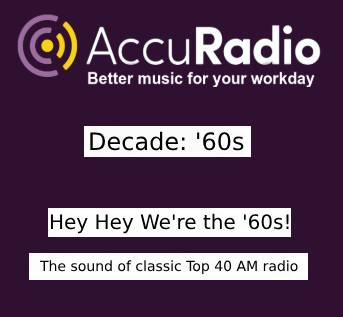 AccuRadio
Better music for your workday
Decade: '60s
Hey Hey We're the '60s!
The sound of classic Top 40 AM radio